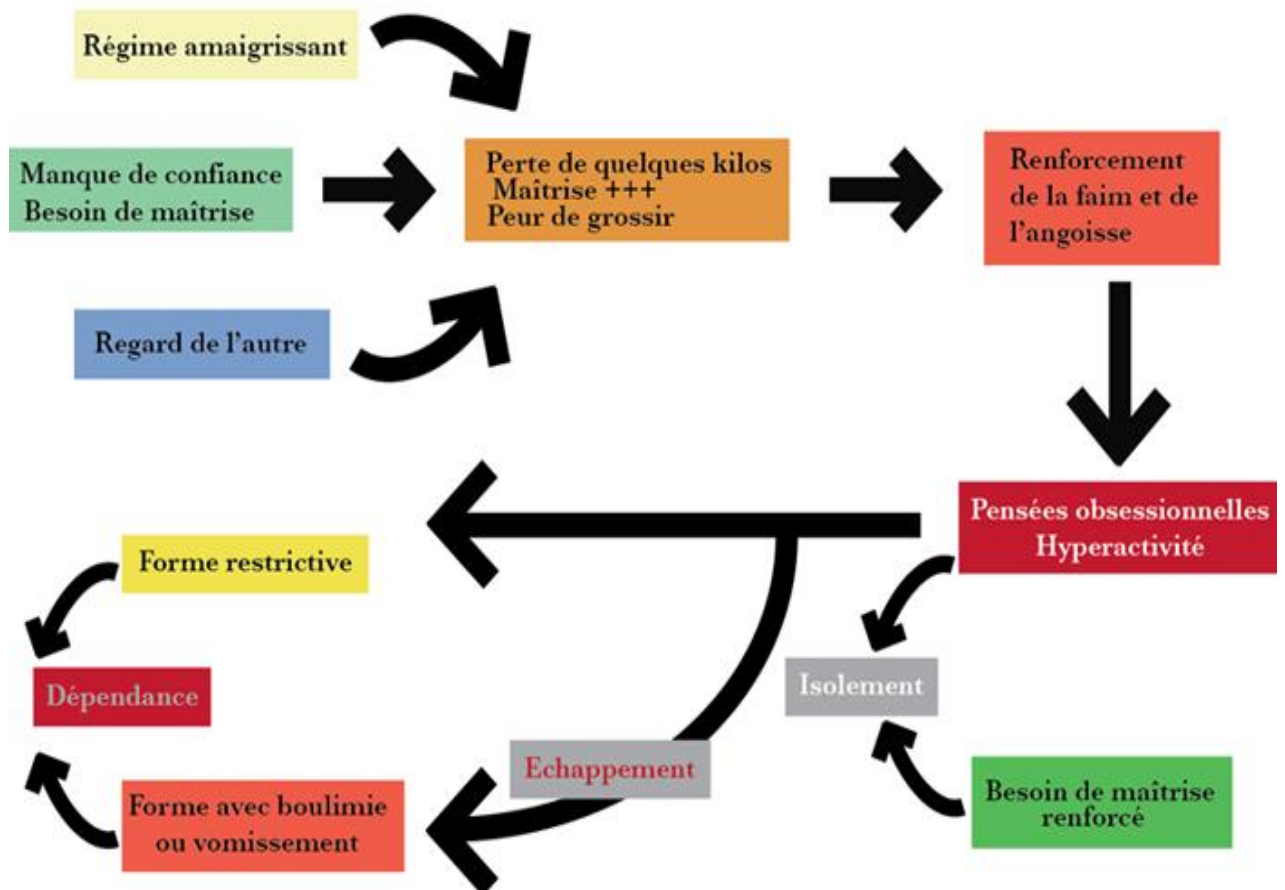 Régime amaigrissant
Manque de confiance
Besoin de maîtrise
Perte de quelques kilos
Maîtrise +++
Peur de grossir
Renforcement
de la faim et de
l'angoisse
Regard de l'autre
Pensées obsessionnelles
Hyperactivité
Forme restrictive
Isolement
Dépendance
Echappement
Forme avec boulimie
ou vomissement
Besoin de maîtrise
renforcé